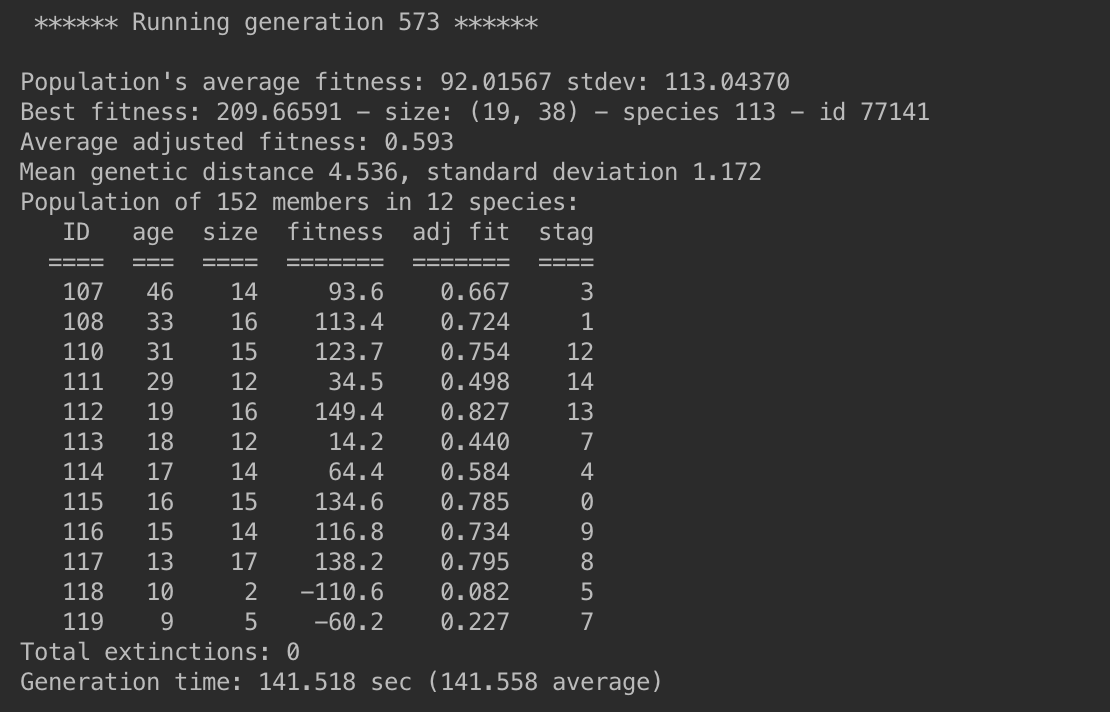 ****** Running generation 573 ******
Population's average fitness: 92.01567 stdev: 113.04370
Best fitness: 209.66591 - size: (19, 38) - species 113 - id 77141
Average adjusted fitness: 0.593
Mean genetic distance 4.536, standard deviation 1.172
Population of 152 members in 12 species:
   ID   age  size  fitness  adj fit  stag
  ====  ===  ====  =======  =======  ====
   107   46    14     93.6    0.667     3
   108   33    16    113.4    0.724     1
   110   31    15    123.7    0.754    12
   111   29    12     34.5    0.498    14
   112   19    16    149.4    0.827    13
   113   18    12     14.2    0.440     7
   114   17    14     64.4    0.584     4
   115   16    15    134.6    0.785     0
   116   15    14    116.8    0.734     9
   117   13    17    138.2    0.795     8
   118   10     2   -110.6    0.082     5
   119    9     5    -60.2    0.227     7
Total extinctions: 0
Generation time: 141.518 sec (141.558 average)